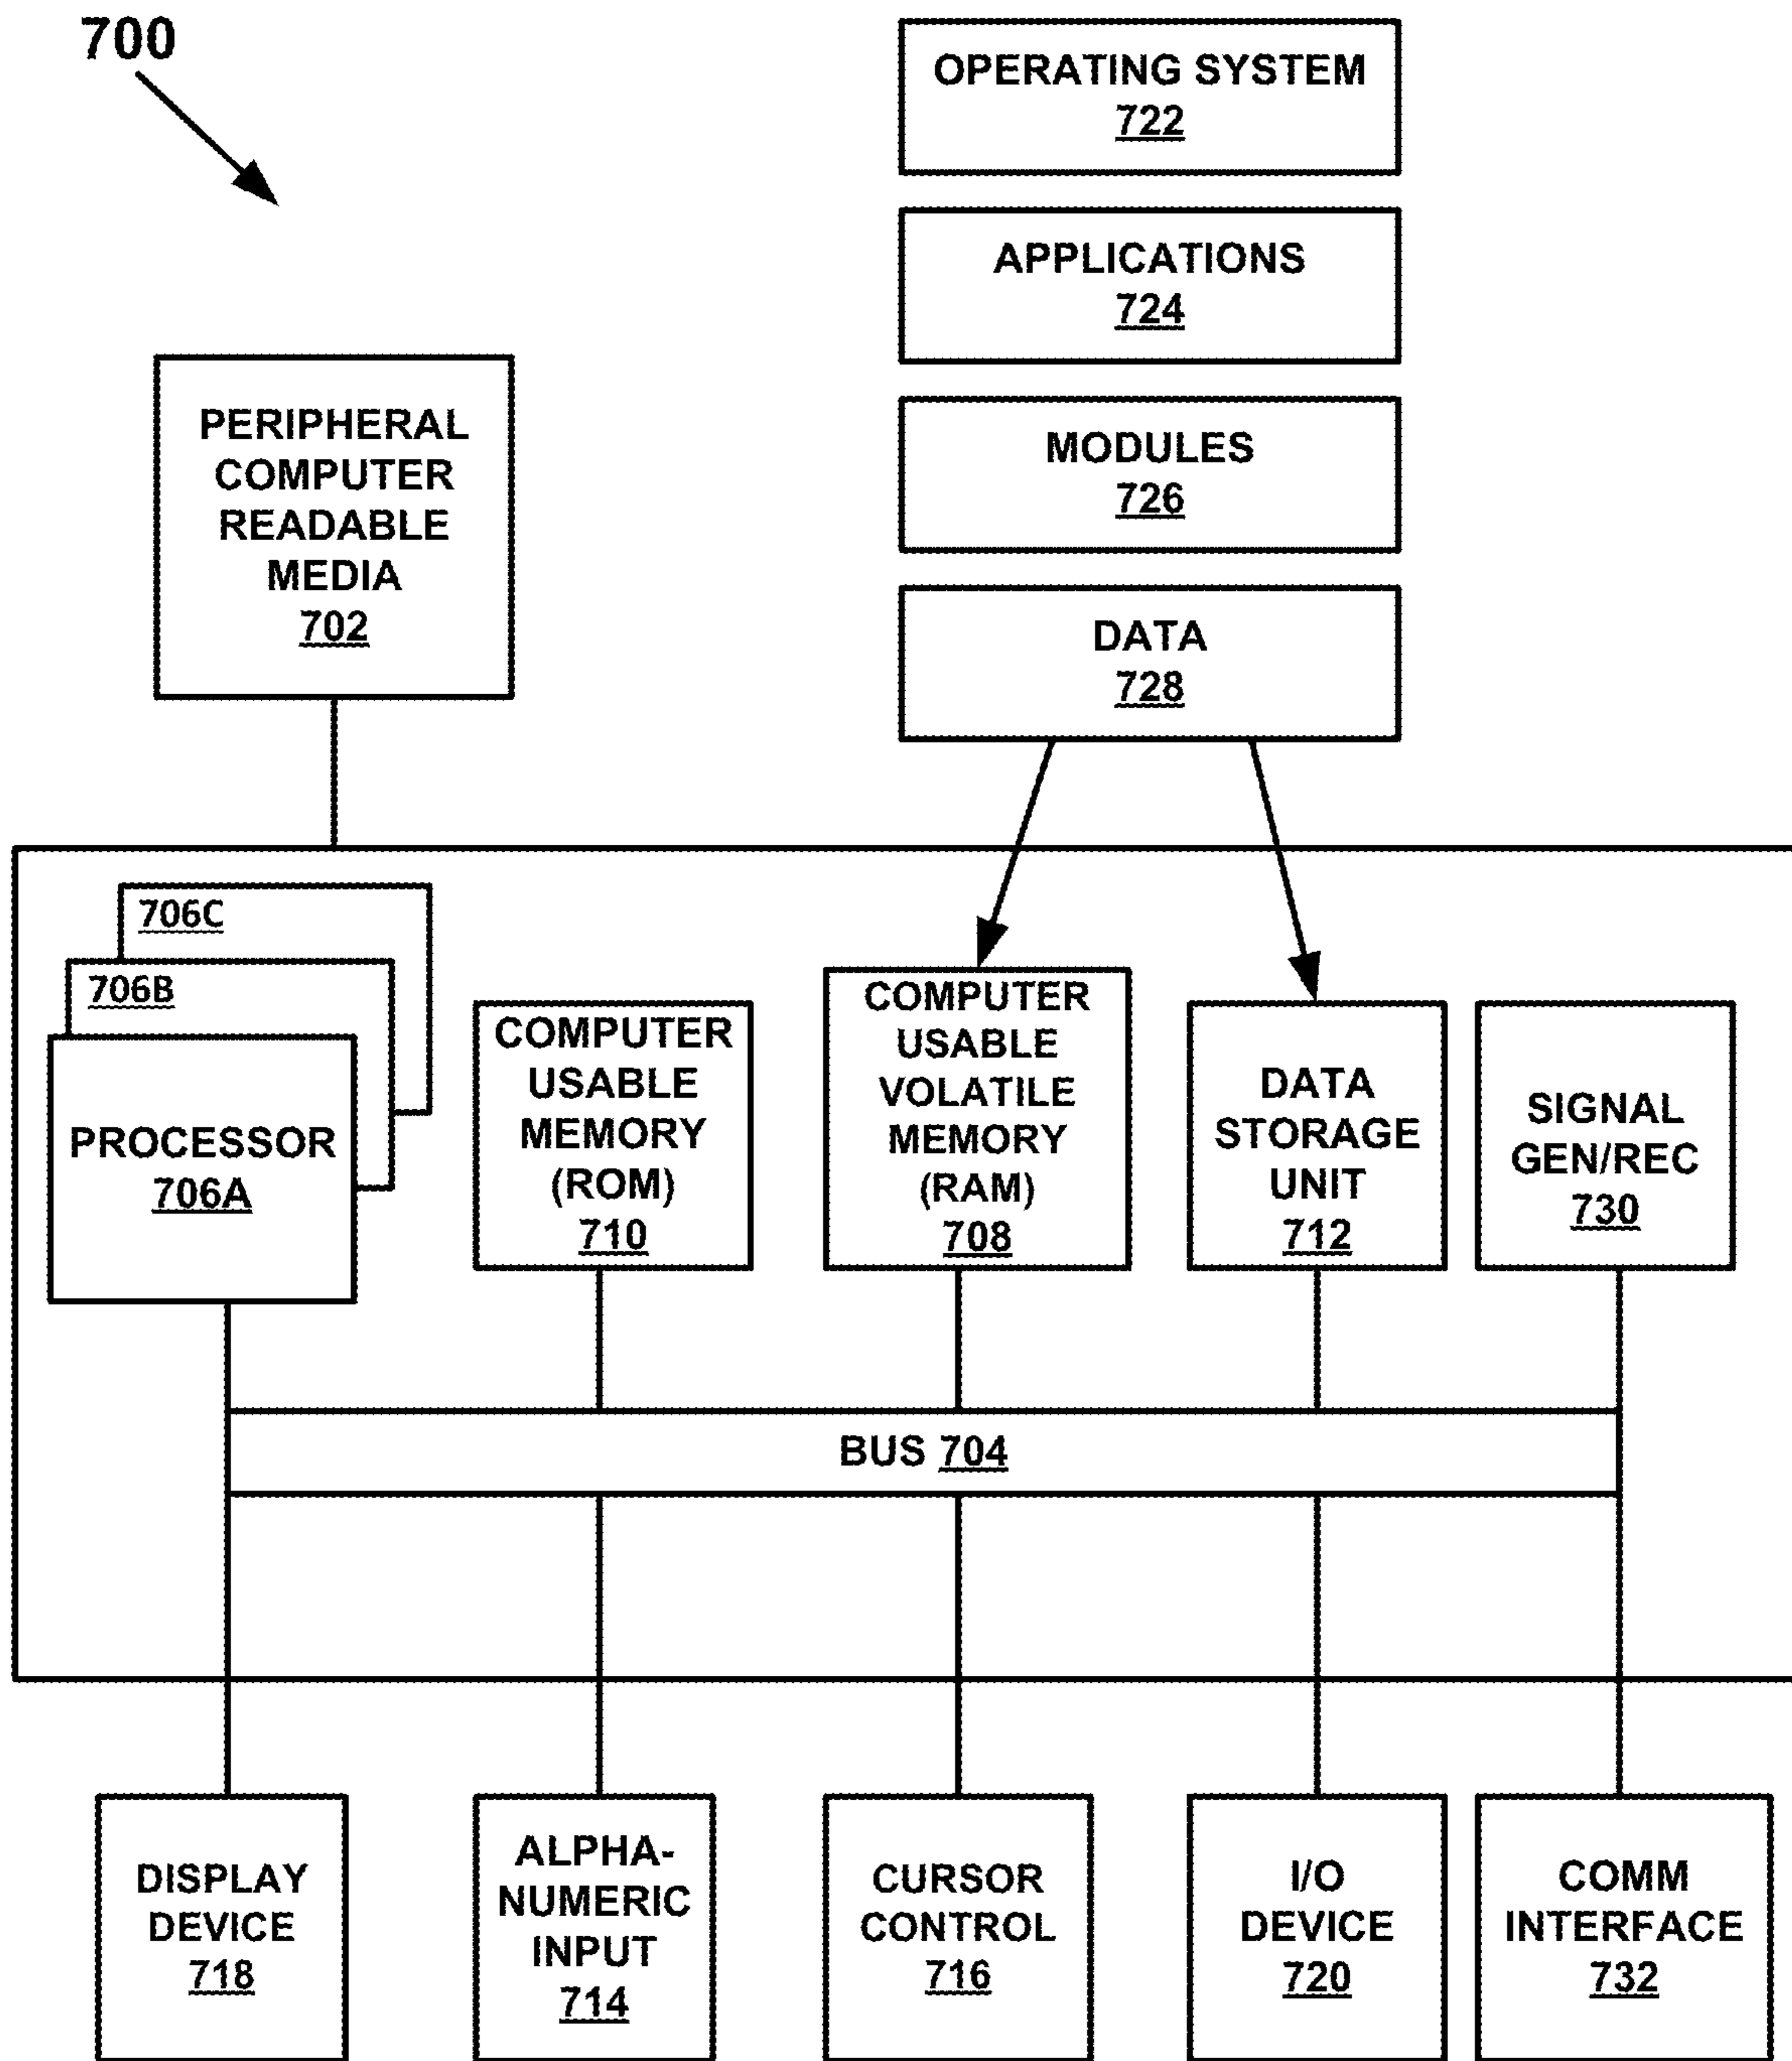 700
OPERATING SYSTEM
722
APPLICATIONS
724
MODULES
726
DATA
728
PERIPHERAL
COMPUTER
READABLE
MEDIA
702
706C
706B
PROCESSOR
706A
COMPUTER
USABLE
MEMORY
(ROM)
710
COMPUTER
USABLE
VOLATILE
MEMORY
(RAM)
708
DATA
STORAGE
UNIT
712
SIGNAL
GEN/REC
730
BUS 704
DISPLAY
DEVICE
718
ALPHA-
NUMERIC
INPUT
714
CURSOR
CONTROL
716
I/O
DEVICE
720
COMM
INTERFACE
732